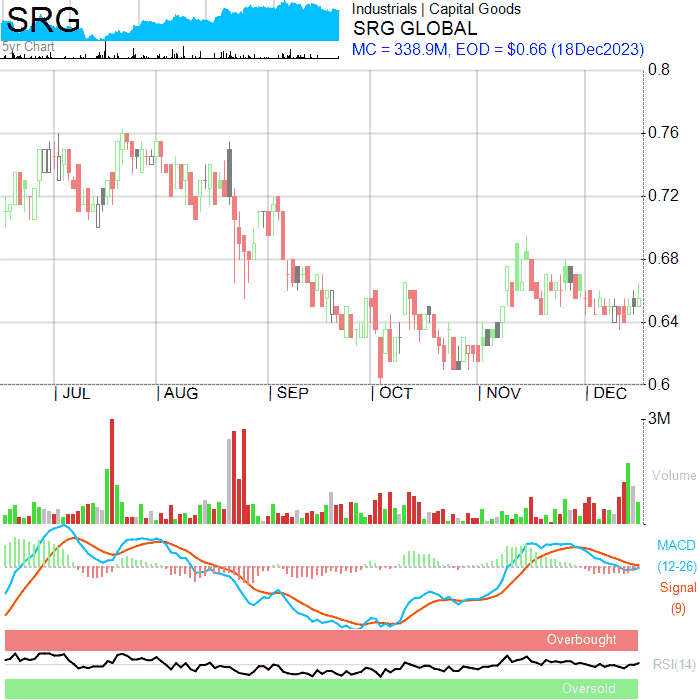 SRG
5yr Chart
Industrials | Capital Goods
SRG GLOBAL
MC = 338.9M, EOD = $0.66 (18Dec2023)
0.8
0.76
0.72
0.68
0.64
0.6
| JUL | AUG | SEP | OCT | NOV | DEC
3M
Volume
MACD
(12-26)
Signal
(9)
Overbought
RSI(14)
Oversold